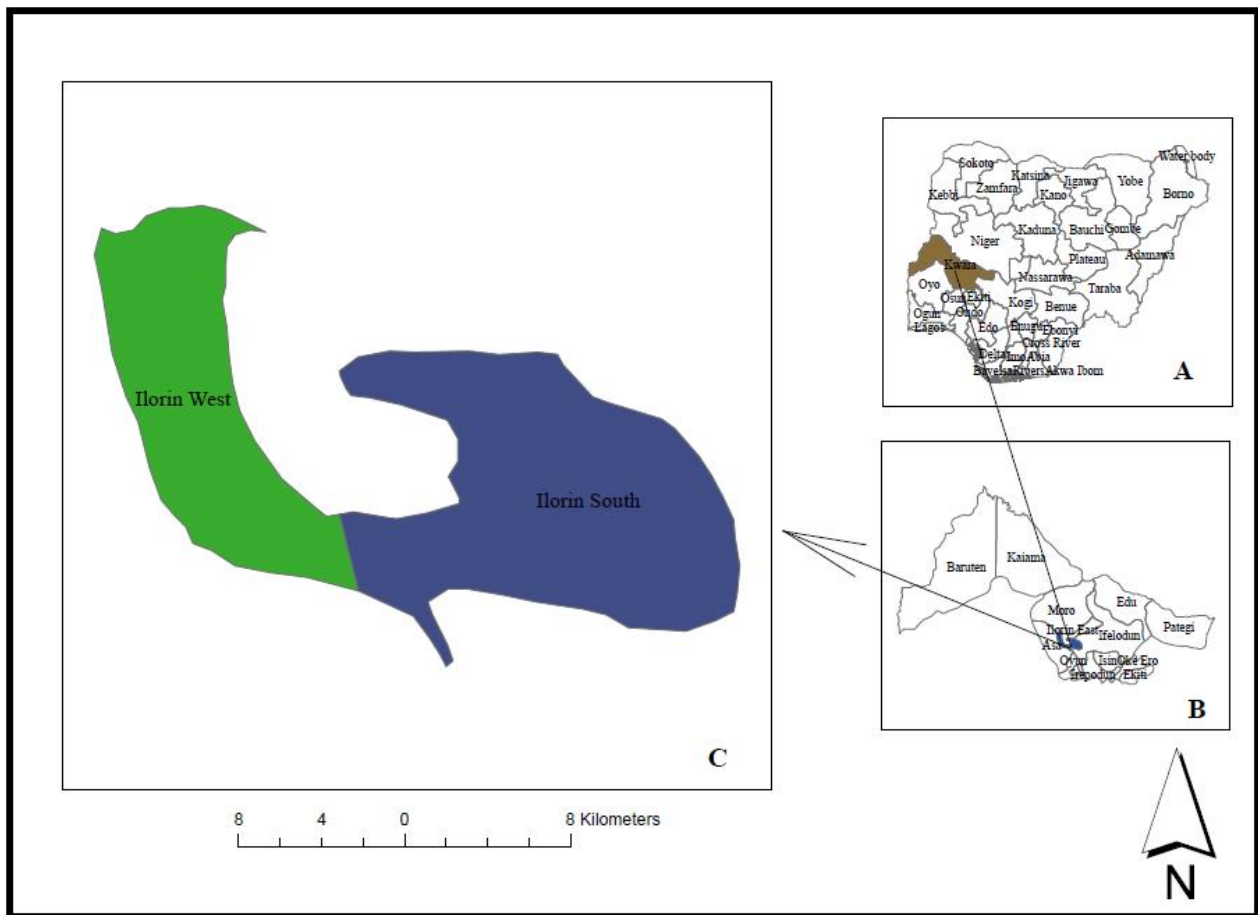 Ilorin West
Ilorin South
C
8 4 0 8 Kilometers
Sokoto
Katsina
Water body
Kebbi
Zamfara
Kano
Jigawa
Yobe
Borno
Niger
Kaduna
Bauchi
Gombe
Adamawa
Kwara
Nassarawa
Plateau
Taraba
Oyo
Osun
Ekiti
Kogi
Benue
Ogun
Ondo
Lagos
Edo
Enugu
Ebonyi
Cross River
Delta
Imo
Abia
Bayelsa
Rivers
Akwa Ibom
A
Baruten
Kaiama
Moro
Edu
Pategi
Ilorin East
Ifelodun
Asa
Oyun
Isin
Oke Ero
Irepodun
Ekiti
B
N